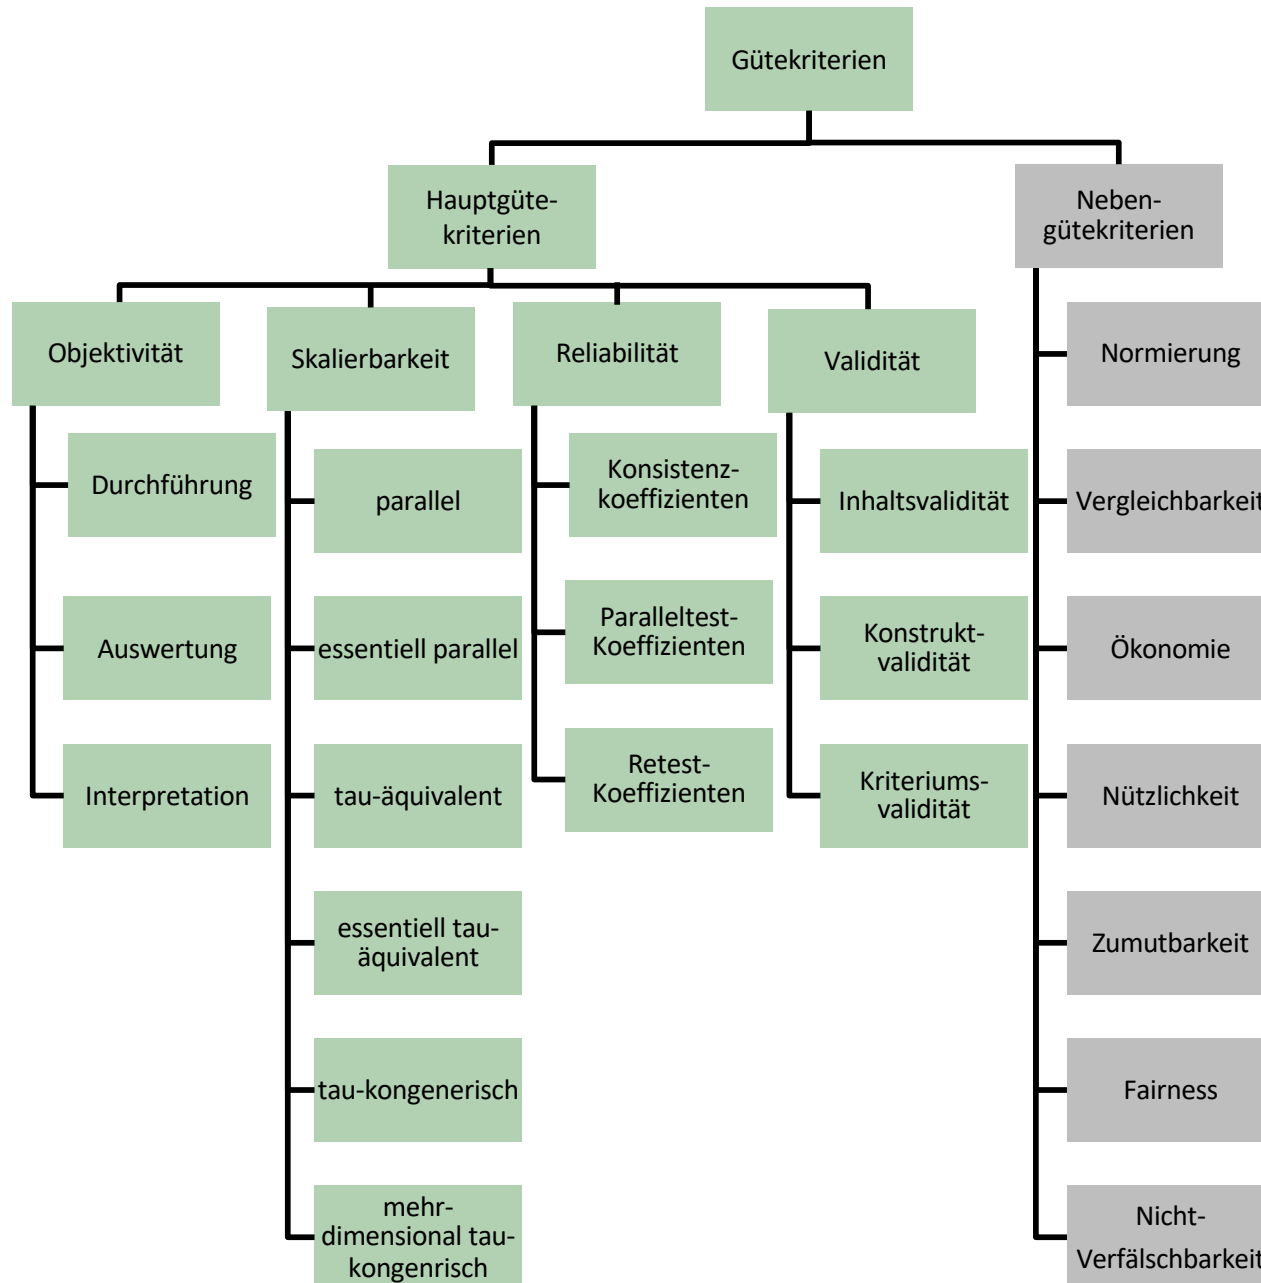 Gütekriterien
Hauptgüte-
kriterien
Neben-
gütekriterien
Objektivität
Skalierbarkeit
Reliabilität
Validität
Durchführung
Auswertung
Interpretation
parallel
essentiell parallel
tau-äquivalent
essentiell tau-
äquivalent
tau-kongenerisch
mehr-
dimensional tau-
kongenrisch
Konsistenz-
koeffizienten
Paralleltest-
Koeffizienten
Retest-
Koeffizienten
Inhaltsvalidität
Konstrukt-
validität
Kriteriums-
validität
Normierung
Vergleichbarkeit
Ökonomie
Nützlichkeit
Zumutbarkeit
Fairness
Nicht-
Verfälschbarkeit